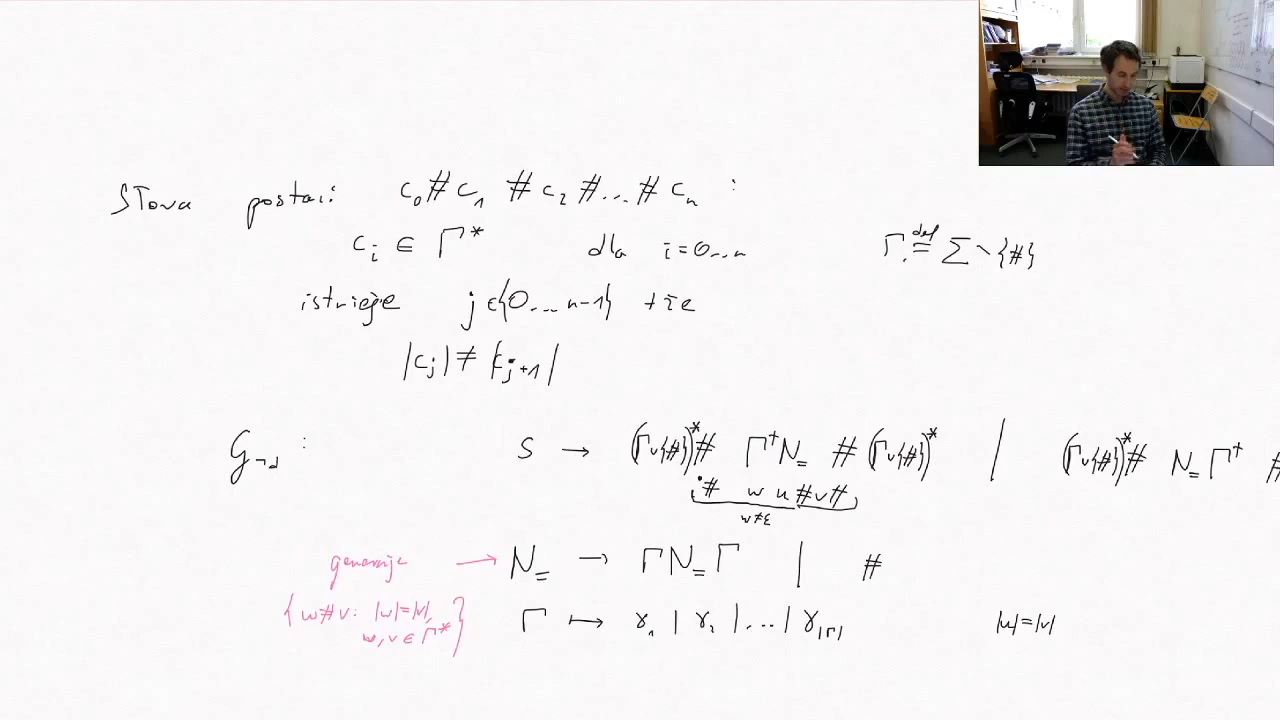 Słowa postaci: c₀ # c₁ # c₂ # ... # cₙ :
cᵢ ∈ Γ* dla i=0...n Γ def= Σ \ {#}
istnieje j ∈ {0...n-1} t.że
|cⱼ| ≠ |cⱼ₊₁|
G¬d : S → (Γ∪{#})*# Γ⁺N₌ # (Γ∪{#})* | (Γ∪{#})*# N₌Γ⁺ #
# w u # v #
w≠ε
generuje → N₌ → Γ N₌ Γ | #
{w#v: |w|=|v|, w,v ∈ Γ*} Γ ↦ γ₁ | γ₂ | ... | γ|Γ| |u|=|v|